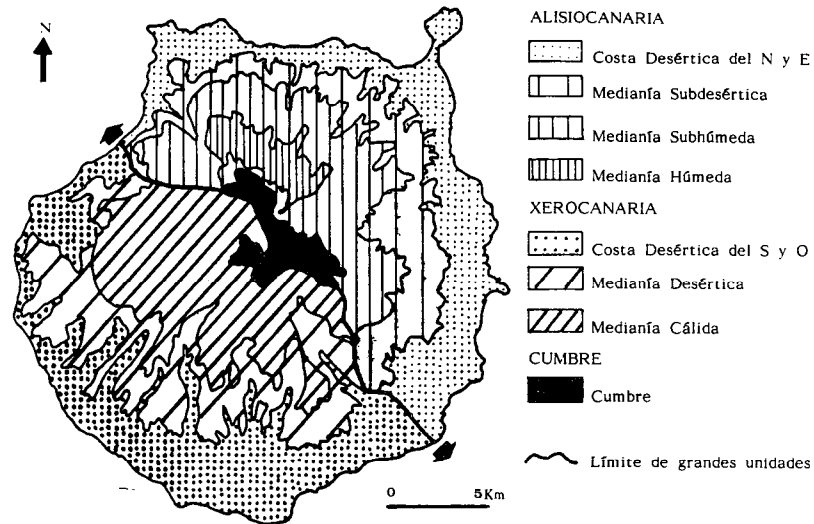 N
ALISIOCANARIA
Costa Desértica del N y E
Medianía Subdesértica
Medianía Subhúmeda
Medianía Húmeda
XEROCANARIA
Costa Desértica del S y O
Medianía Desértica
Medianía Cálida
CUMBRE
Cumbre
Límite de grandes unidades
0 5Km